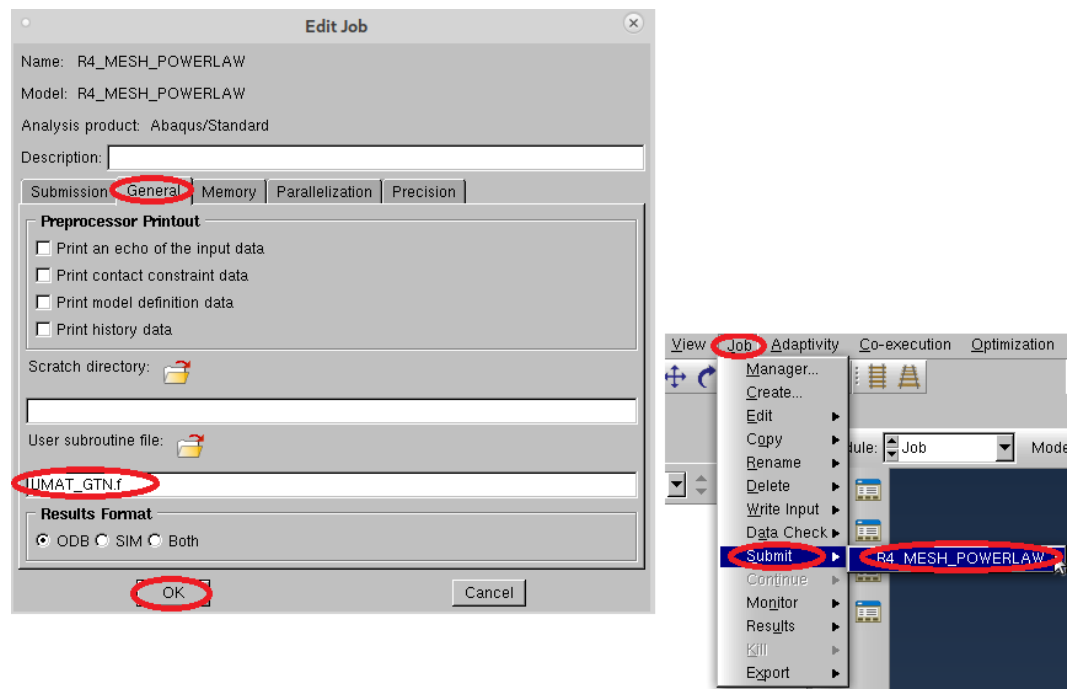 Edit Job
Name: R4_MESH_POWERLAW
Model: R4_MESH_POWERLAW
Analysis product: Abaqus/Standard
Description:
Submission General Memory Parallelization Precision
Preprocessor Printout
Print an echo of the input data
Print contact constraint data
Print model definition data
Print history data
Scratch directory:
User subroutine file:
UMAT_GTN.f
Results Format
ODB SIM Both
OK Cancel
View Job Adaptivity Co-execution Optimization
Manager...
Create...
Edit
Copy
Rename
Delete
Write Input
Data Check
Submit
Continue
Monitor
Results
Kill
Export
Job
R4_MESH_POWERLAW